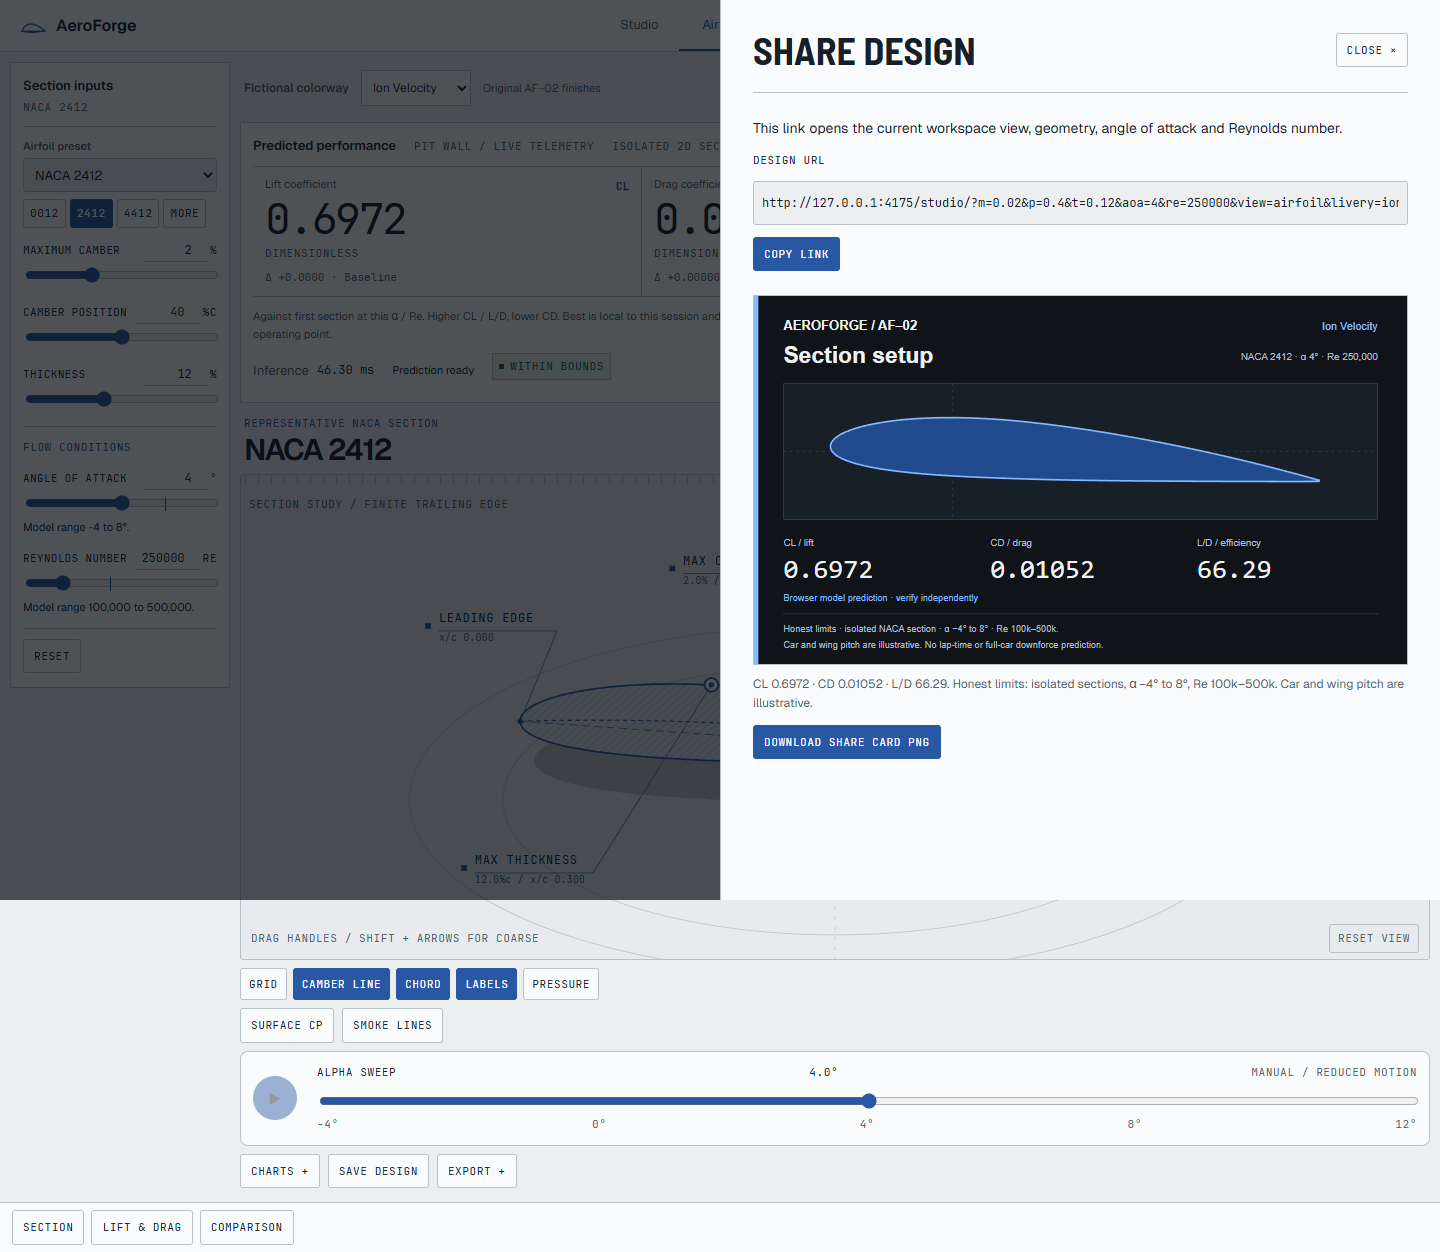 AeroForge
Studio
Air
Section inputs
NACA 2412
Airfoil preset
NACA 2412
0012 2412 4412 MORE
MAXIMUM CAMBER 2 %
CAMBER POSITION 40 %C
THICKNESS 12 %
FLOW CONDITIONS
ANGLE OF ATTACK 4 °
Model range -4 to 8°.
REYNOLDS NUMBER 250000 RE
Model range 100,000 to 500,000.
RESET
Fictional colorway Ion Velocity Original AF–02 finishes
Predicted performance PIT WALL / LIVE TELEMETRY ISOLATED 2D SEC
Lift coefficient CL
0.6972
DIMENSIONLESS
Δ +0.0000 · Baseline
Drag coeffici
0.0
DIMENSION
Δ +0.0000
Against first section at this α / Re. Higher CL / L/D, lower CD. Best is local to this session and
operating point.
Inference 46.30 ms Prediction ready WITHIN BOUNDS
REPRESENTATIVE NACA SECTION
NACA 2412
SECTION STUDY / FINITE TRAILING EDGE
MAX C
2.0% /
LEADING EDGE
x/c 0.000
MAX THICKNESS
12.0%c / x/c 0.300
DRAG HANDLES / SHIFT + ARROWS FOR COARSE
RESET VIEW
GRID CAMBER LINE CHORD LABELS PRESSURE
SURFACE CP SMOKE LINES
ALPHA SWEEP 4.0° MANUAL / REDUCED MOTION
-4° 0° 4° 8° 12°
CHARTS + SAVE DESIGN EXPORT +
SECTION LIFT & DRAG COMPARISON
SHARE DESIGN
CLOSE ×
This link opens the current workspace view, geometry, angle of attack and Reynolds number.
DESIGN URL
http://127.0.0.1:4175/studio/?m=0.02&p=0.4&t=0.12&aoa=4&re=250000&view=airfoil&livery=ion
COPY LINK
AEROFORGE / AF–02
Ion Velocity
Section setup
NACA 2412 · α 4° · Re 250,000
CL / lift CD / drag L/D / efficiency
0.6972 0.01052 66.29
Browser model prediction · verify independently
Honest limits · isolated NACA section · α −4° to 8° · Re 100k–500k.
Car and wing pitch are illustrative. No lap-time or full-car downforce prediction.
CL 0.6972 · CD 0.01052 · L/D 66.29. Honest limits: isolated sections, α −4° to 8°, Re 100k–500k. Car and wing pitch are
illustrative.
DOWNLOAD SHARE CARD PNG